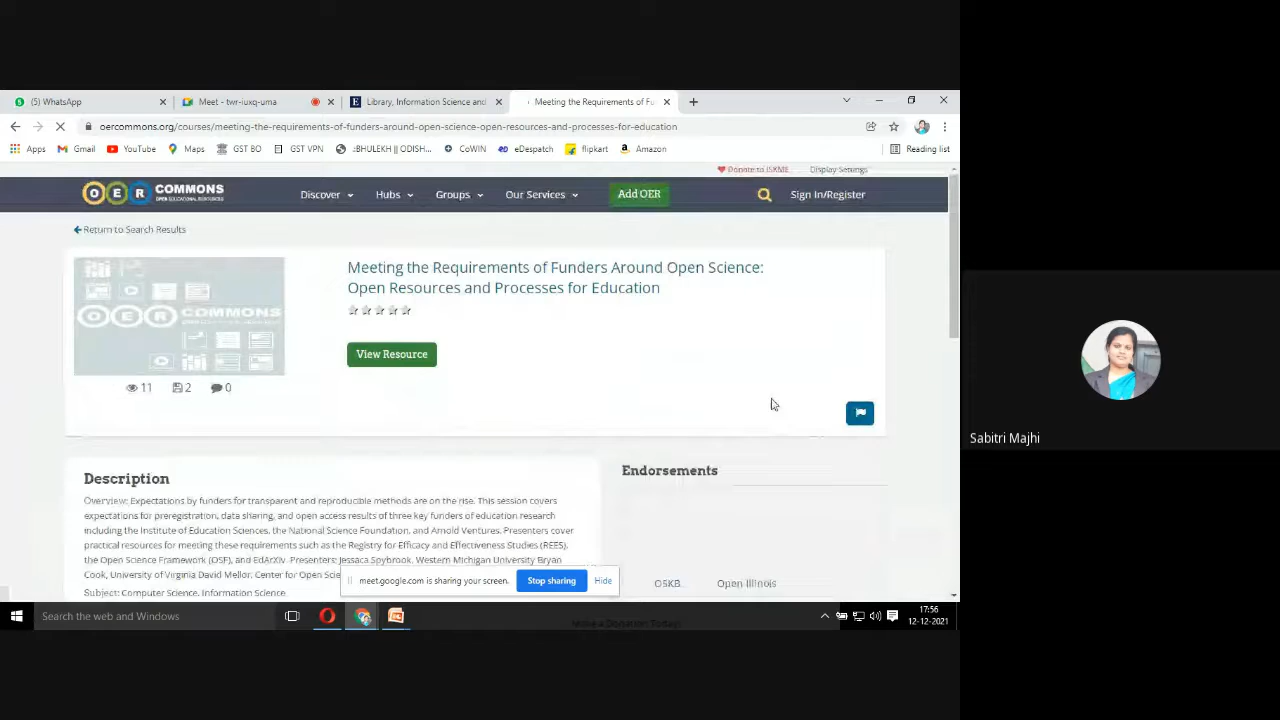 (5) WhatsApp
Meet - twr-iuxq-uma
Library, Information Science and
Meeting the Requirements of Fu
oercommons.org/courses/meeting-the-requirements-of-funders-around-open-science-open-resources-and-processes-for-education
Apps
Gmail
YouTube
Maps
GST BO
GST VPN
.:BHULEKH || ODISH...
CoWIN
eDespatch
flipkart
Amazon
Reading list
Donate to ISKME
Display Settings
OER COMMONS
OPEN EDUCATIONAL RESOURCES
Discover
Hubs
Groups
Our Services
Add OER
Sign In/Register
Return to Search Results
OER COMMONS
Meeting the Requirements of Funders Around Open Science:
Open Resources and Processes for Education
View Resource
11
2
0
Sabitri Majhi
Description
Endorsements
Overview: Expectations by funders for transparent and reproducible methods are on the rise. This session covers
expectations for preregistration, data sharing, and open access results of three key funders of education research
including the Institute of Education Sciences, the National Science Foundation, and Arnold Ventures. Presenters cover
practical resources for meeting these requirements such as the Registry for Efficacy and Effectiveness Studies (REES),
the Open Science Framework (OSF), and EdArXiv. Presenters: Jessaca Spybrook, Western Michigan University Bryan
Cook, University of Virginia David Mellor, Center for Open Scie
Subject: Computer Science, Information Science
meet.google.com is sharing your screen.
Stop sharing
Hide
OSKB
Open Illinois
Search the web and Windows
17:56
12-12-2021